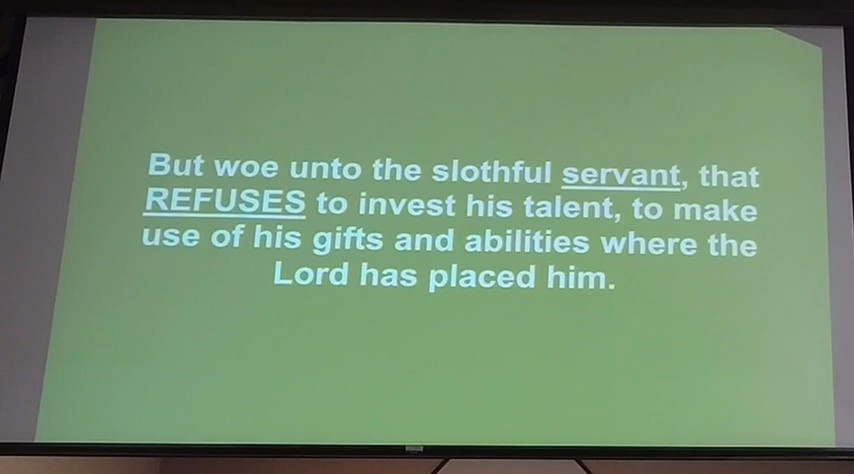 But woe unto the slothful servant, that
REFUSES to invest his talent, to make
use of his gifts and abilities where the
Lord has placed him.